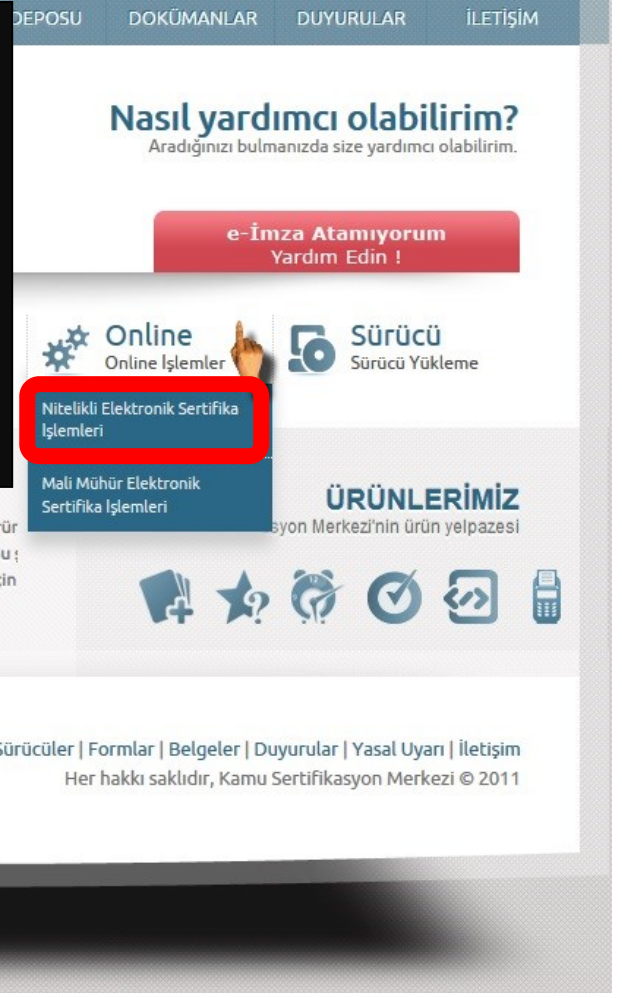 DEPOSU DOKÜMANLAR DUYURULAR İLETİŞİM
Nasıl yardımcı olabilirim?
Aradığınızı bulmanızda size yardımcı olabilirim.
e-İmza Atamıyorum
Yardım Edin !
Online
Online İşlemler
Sürücü
Sürücü Yükleme
Nitelikli Elektronik Sertifika
İşlemleri
Mali Mühür Elektronik
Sertifika İşlemleri
ÜRÜNLERİMİZ
syon Merkezi'nin ürün yelpazesi
12
Sürücüler | Formlar | Belgeler | Duyurular | Yasal Uyarı | İletişim
Her hakkı saklıdır, Kamu Sertifikasyon Merkezi © 2011